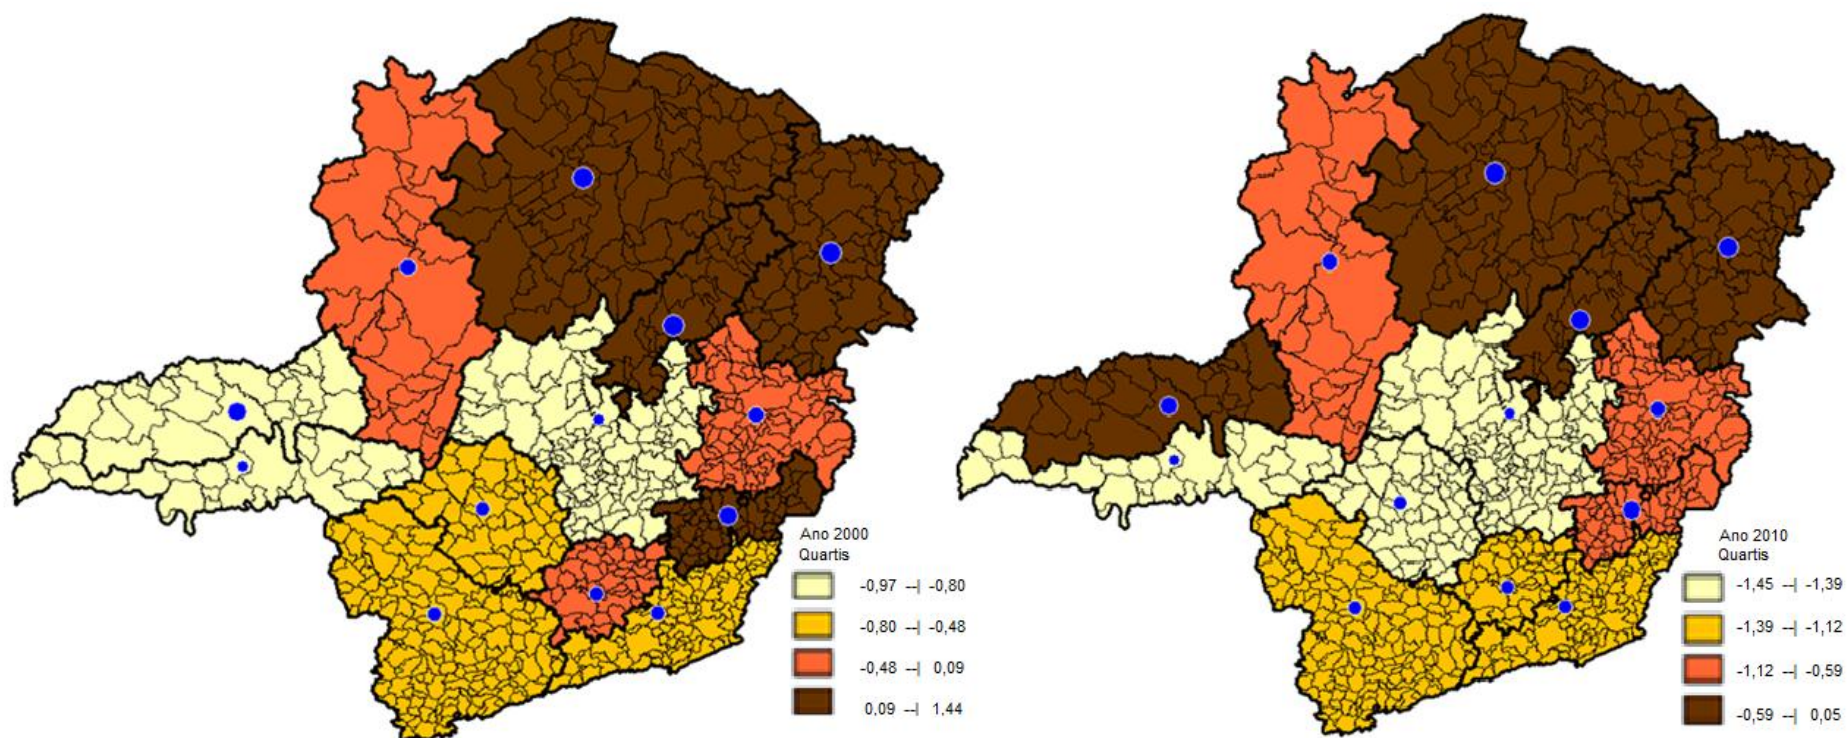 Ano 2000
Quartis
-0,97 --| -0,80
-0,80 --| -0,48
-0,48 --| 0,09
0,09 --| 1,44
Ano 2010
Quartis
-1,45 --| -1,39
-1,39 --| -1,12
-1,12 --| -0,59
-0,59 --| 0,05